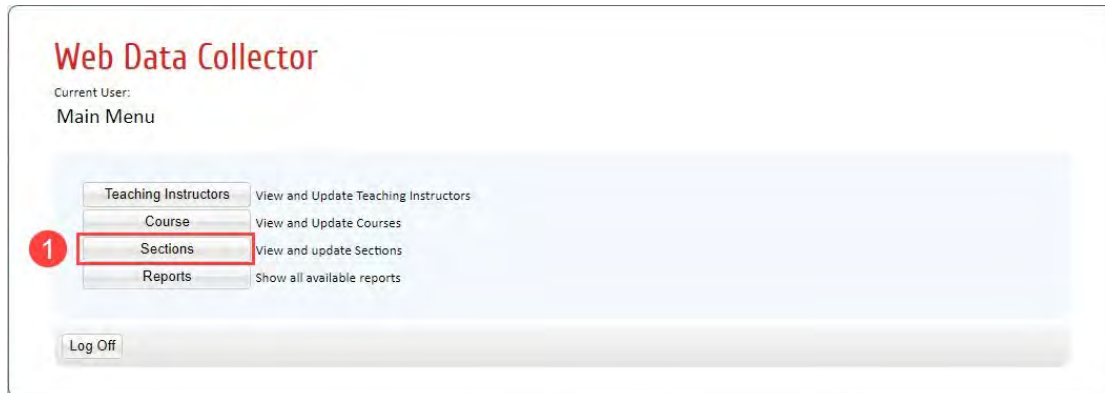 Web Data Collector
Current User:
Main Menu
Teaching Instructors View and Update Teaching Instructors
Course View and Update Courses
1 Sections View and update Sections
Reports Show all available reports
Log Off